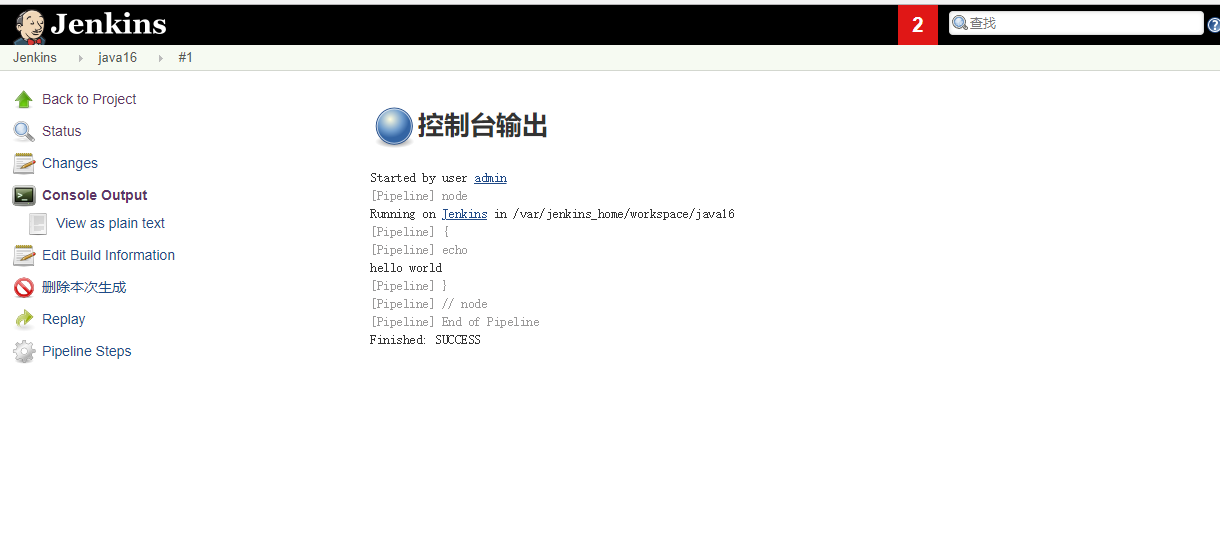 Jenkins
2
查找
Jenkins java16 #1
Back to Project
Status
Changes
Console Output
View as plain text
Edit Build Information
删除本次生成
Replay
Pipeline Steps
控制台输出
Started by user admin
[Pipeline] node
Running on Jenkins in /var/jenkins_home/workspace/java16
[Pipeline] {
[Pipeline] echo
hello world
[Pipeline] }
[Pipeline] // node
[Pipeline] End of Pipeline
Finished: SUCCESS